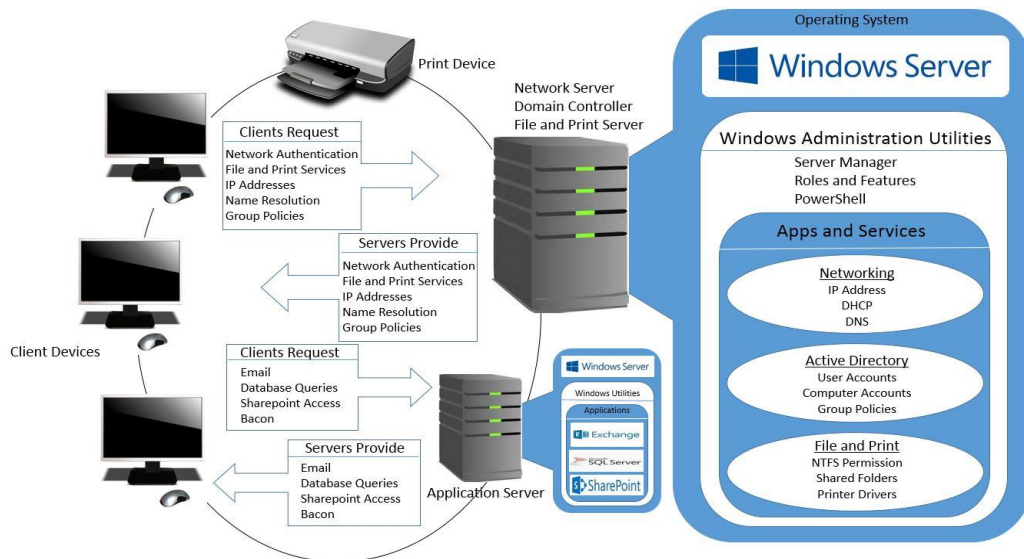 Operating System
Windows Server
Print Device
Network Server
Domain Controller
File and Print Server
Clients Request
Network Authentication
File and Print Services
IP Addresses
Name Resolution
Group Policies
Windows Administration Utilities
Server Manager
Roles and Features
PowerShell
Servers Provide
Network Authentication
File and Print Services
IP Addresses
Name Resolution
Group Policies
Apps and Services
Networking
IP Address
DHCP
DNS
Client Devices
Clients Request
Email
Database Queries
Sharepoint Access
Bacon
Windows Server
Windows Utilities
Applications
Exchange
SQL Server
SharePoint
Active Directory
User Accounts
Computer Accounts
Group Policies
Servers Provide
Email
Database Queries
Sharepoint Access
Bacon
Application Server
File and Print
NTFS Permission
Shared Folders
Printer Drivers